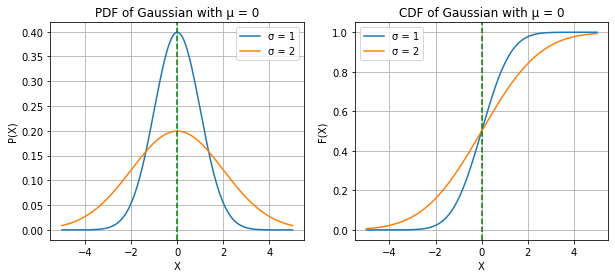 PDF of Gaussian with μ = 0
P(X)
0.40
0.35
0.30
0.25
0.20
0.15
0.10
0.05
0.00
σ = 1
σ = 2
−4 −2 0 2 4
X
CDF of Gaussian with μ = 0
F(X)
1.0
0.8
0.6
0.4
0.2
0.0
σ = 1
σ = 2
−4 −2 0 2 4
X